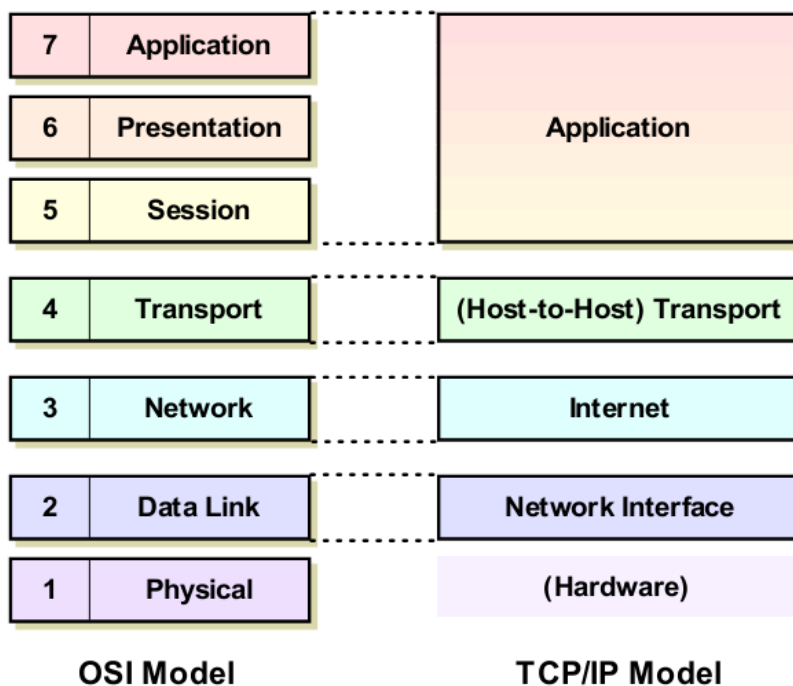 7 Application
6 Presentation
5 Session
4 Transport
3 Network
2 Data Link
1 Physical
OSI Model
Application
(Host-to-Host) Transport
Internet
Network Interface
(Hardware)
TCP/IP Model